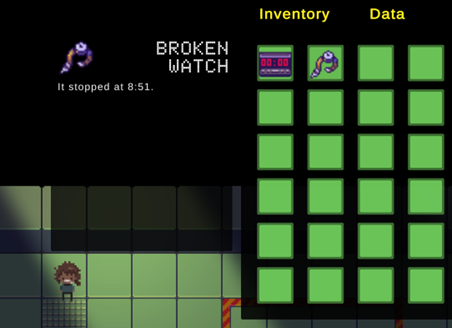 Inventory Data
BROKEN
WATCH
It stopped at 8:51.
00:00